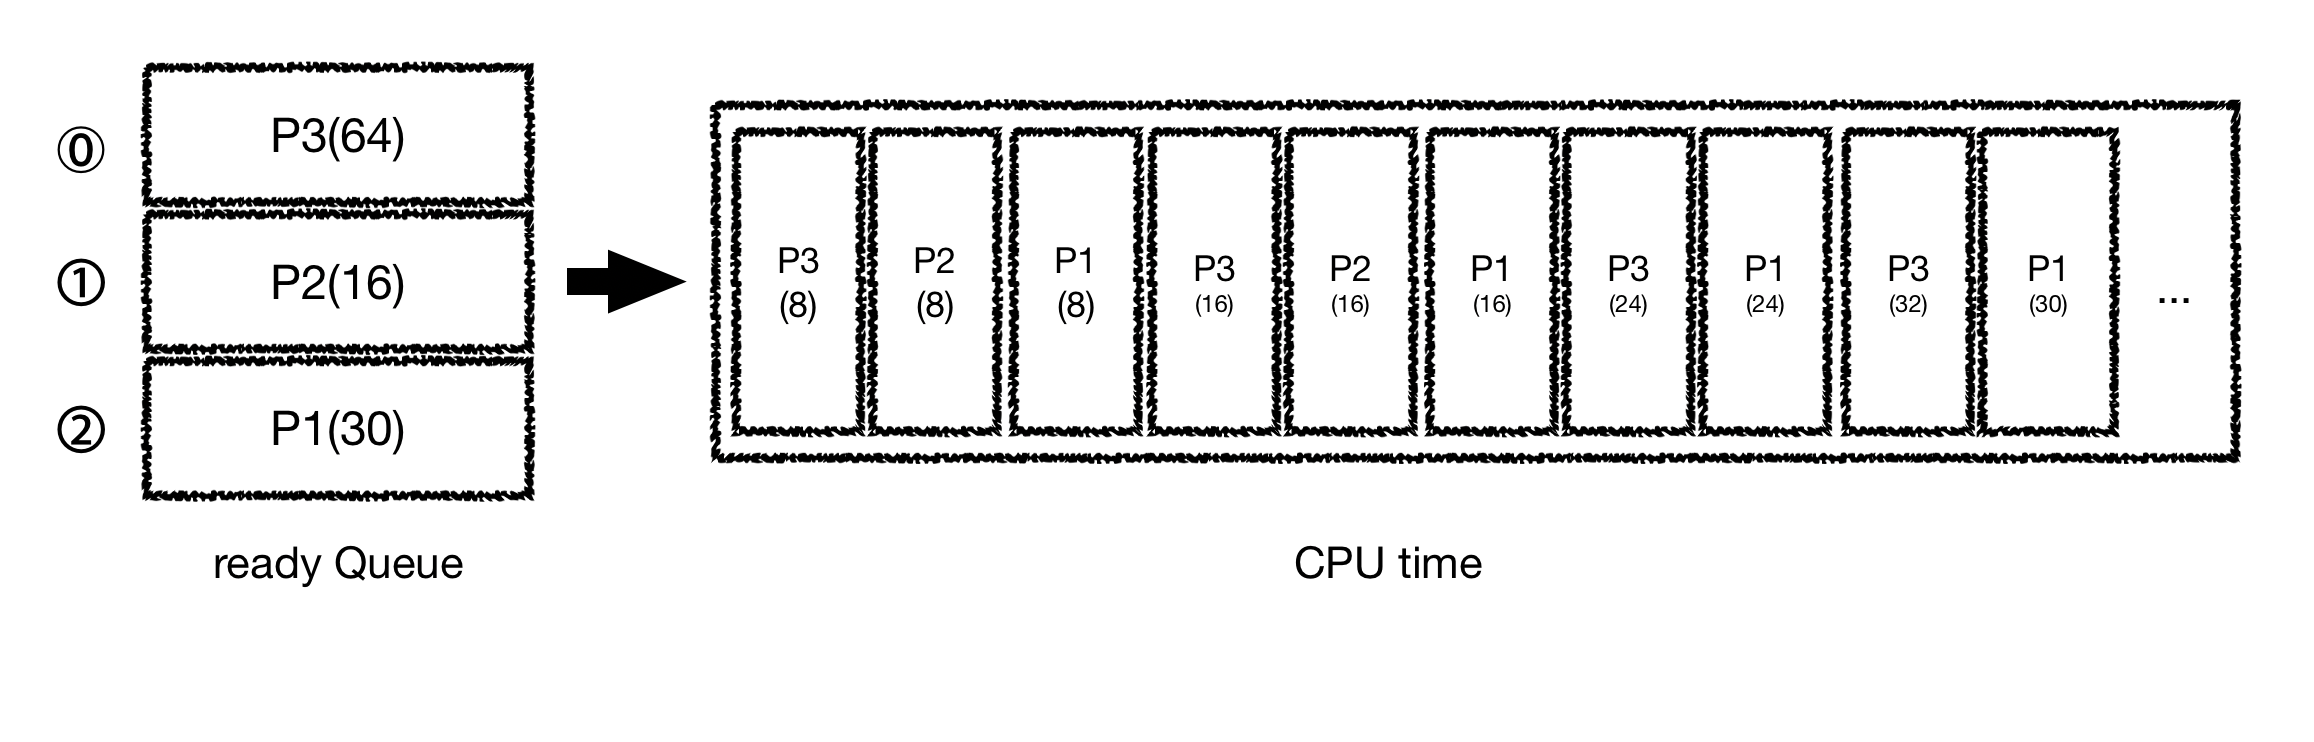 ⓪
P3(64)
①
P2(16)
②
P1(30)
ready Queue
P3
(8)
P2
(8)
P1
(8)
P3
(16)
P2
(16)
P1
(16)
P3
(24)
P1
(24)
P3
(32)
P1
(30)
...
CPU time